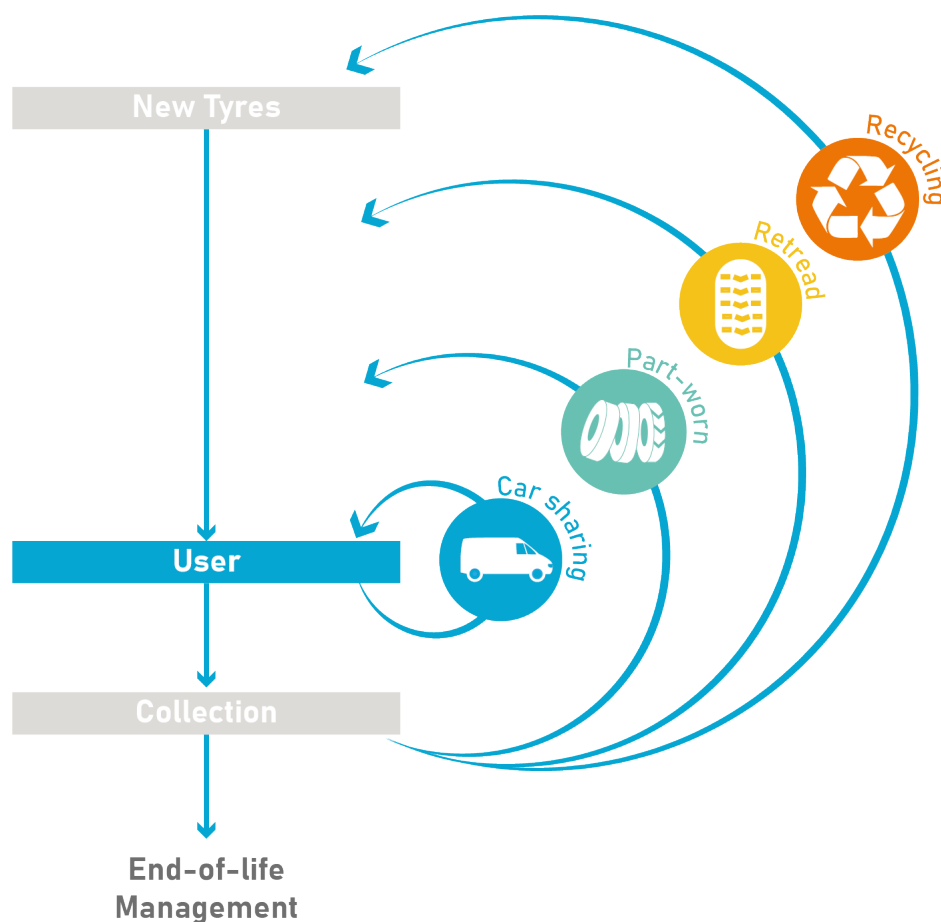 New Tyres
Recycling
Retread
Part-worn
Car sharing
User
Collection
End-of-life
Management